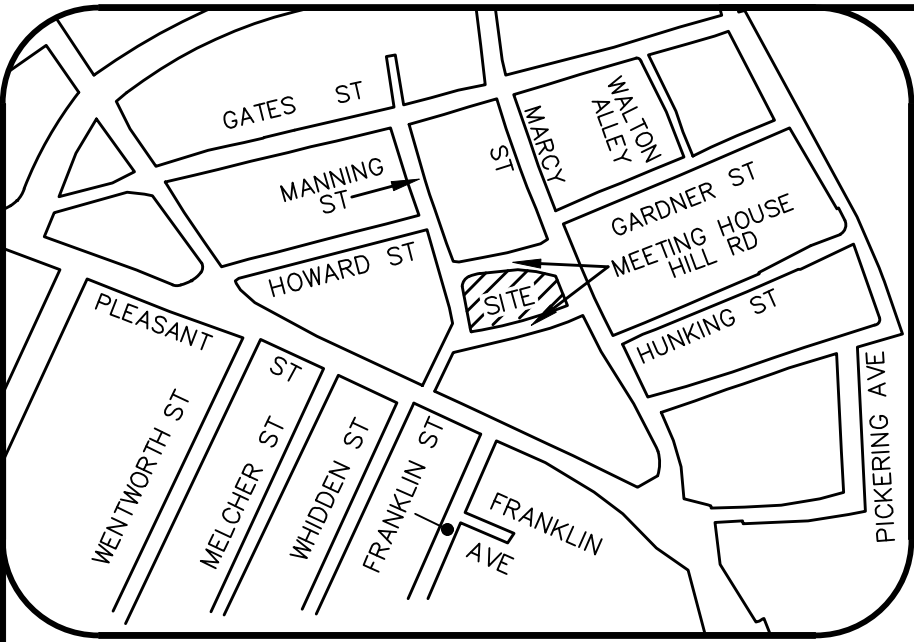 GATES ST
MANNING
ST
ST
MARCY
WALTON
ALLEY
GARDNER ST
MEETING HOUSE
HILL RD
HOWARD ST
SITE
HUNKING ST
PLEASANT
ST
WENTWORTH ST
MELCHER ST
WHIDDEN ST
FRANKLIN ST
FRANKLIN
AVE
PICKERING AVE